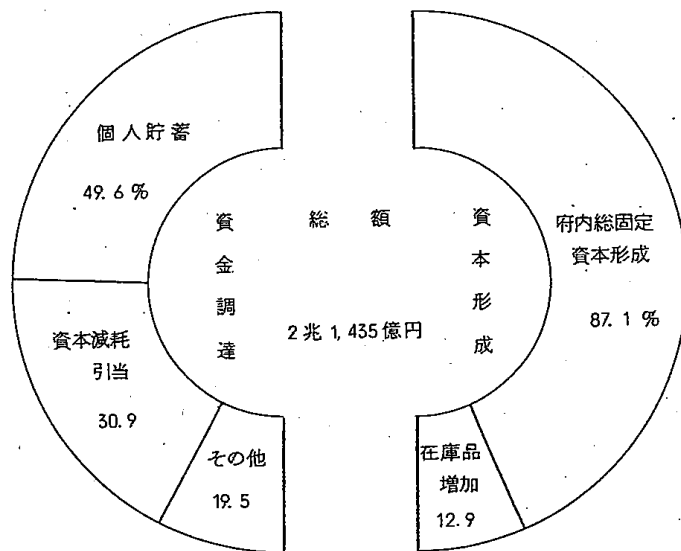 個人貯蓄
49.6 %
資本減耗
引当
30.9
その他
19.5
資金調達
総額
2兆1,435億円
資本形成
府内総固定
資本形成
87.1 %
在庫品
増加
12.9